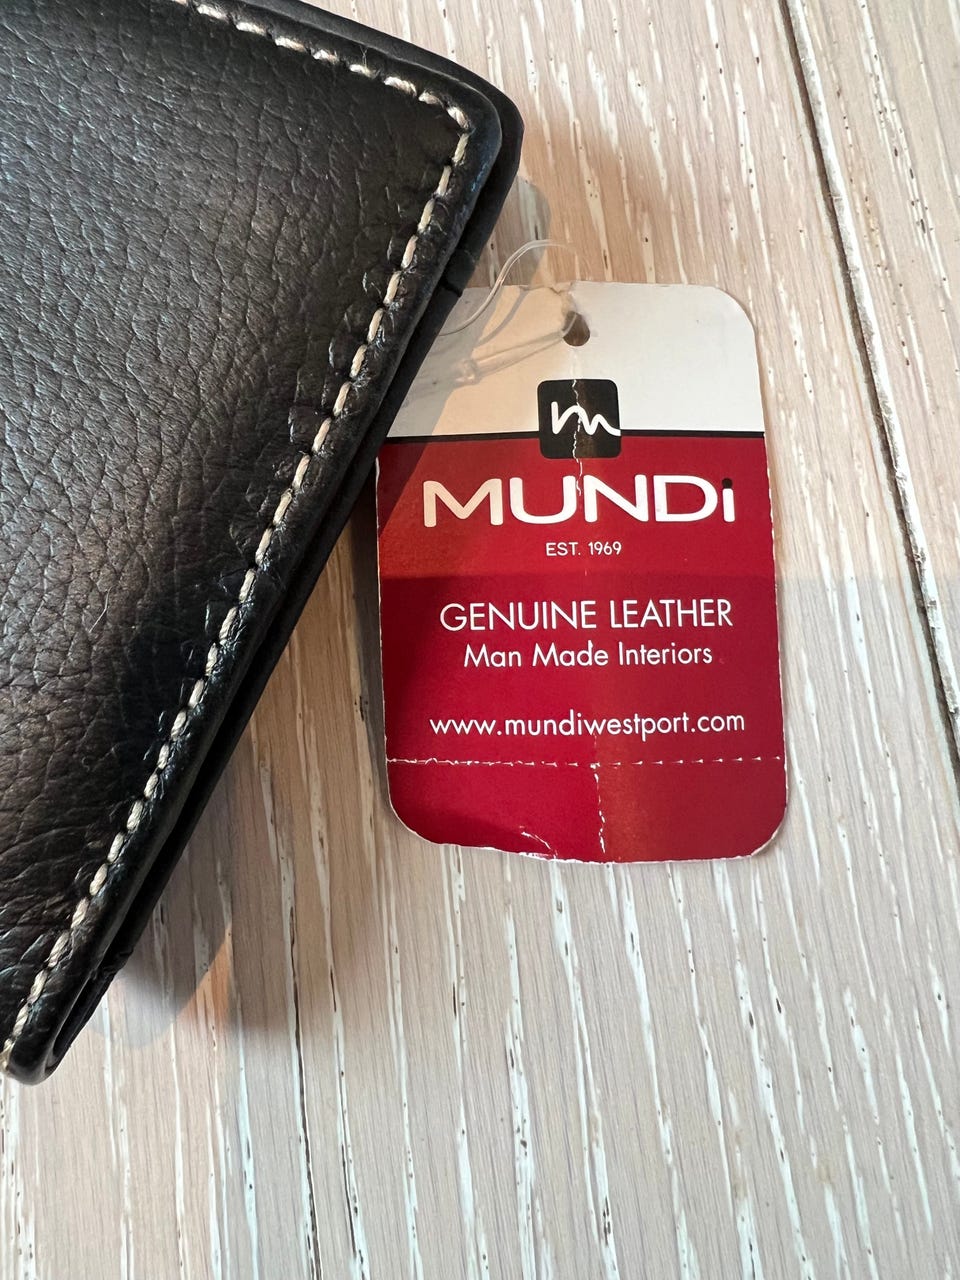 m
MUNDi
EST. 1969
GENUINE LEATHER
Man Made Interiors
www.mundiwestport.com